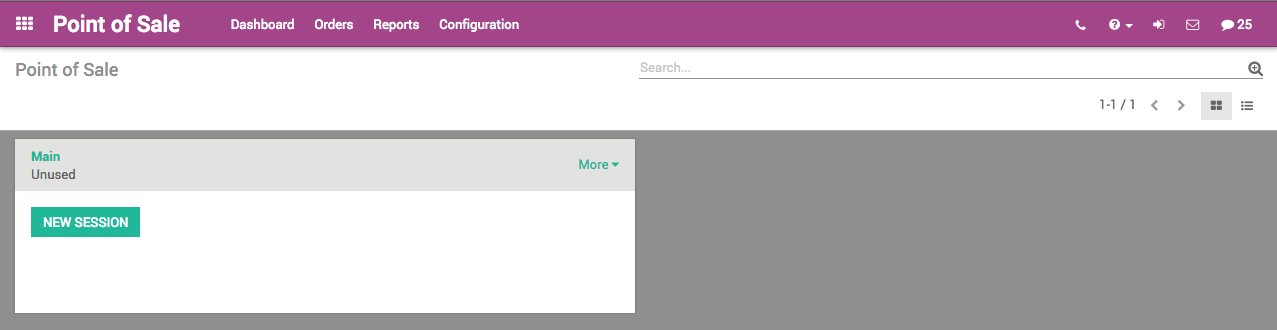 Point of Sale Dashboard Orders Reports Configuration 25
Point of Sale Search...
1-1 / 1
Main
More
Unused
NEW SESSION